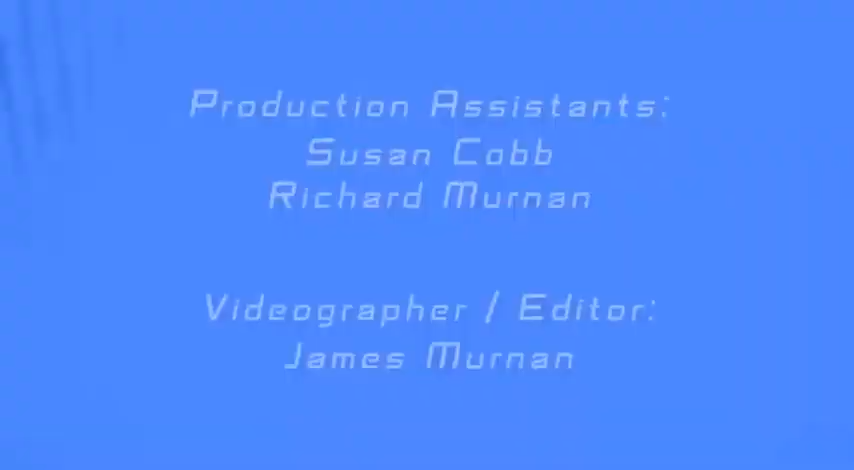 Production Assistants:
Susan Cobb
Richard Murnan
Videographer / Editor:
James Murnan